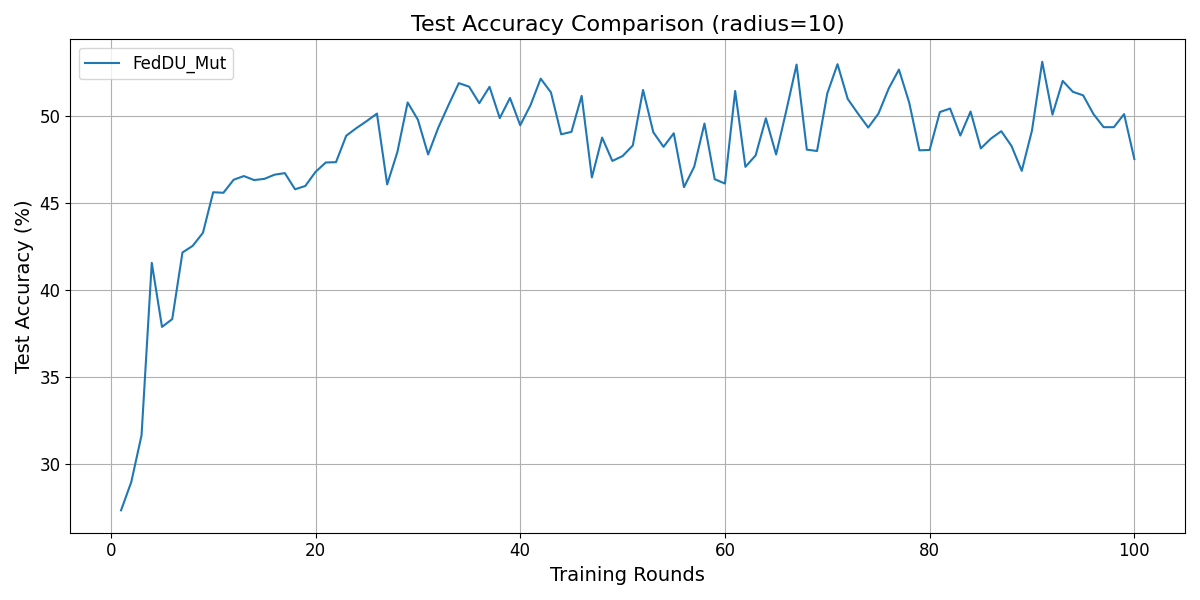 Test Accuracy Comparison (radius=10)
FedDU_Mut
Test Accuracy (%)
50
45
40
35
30
0 20 40 60 80 100
Training Rounds